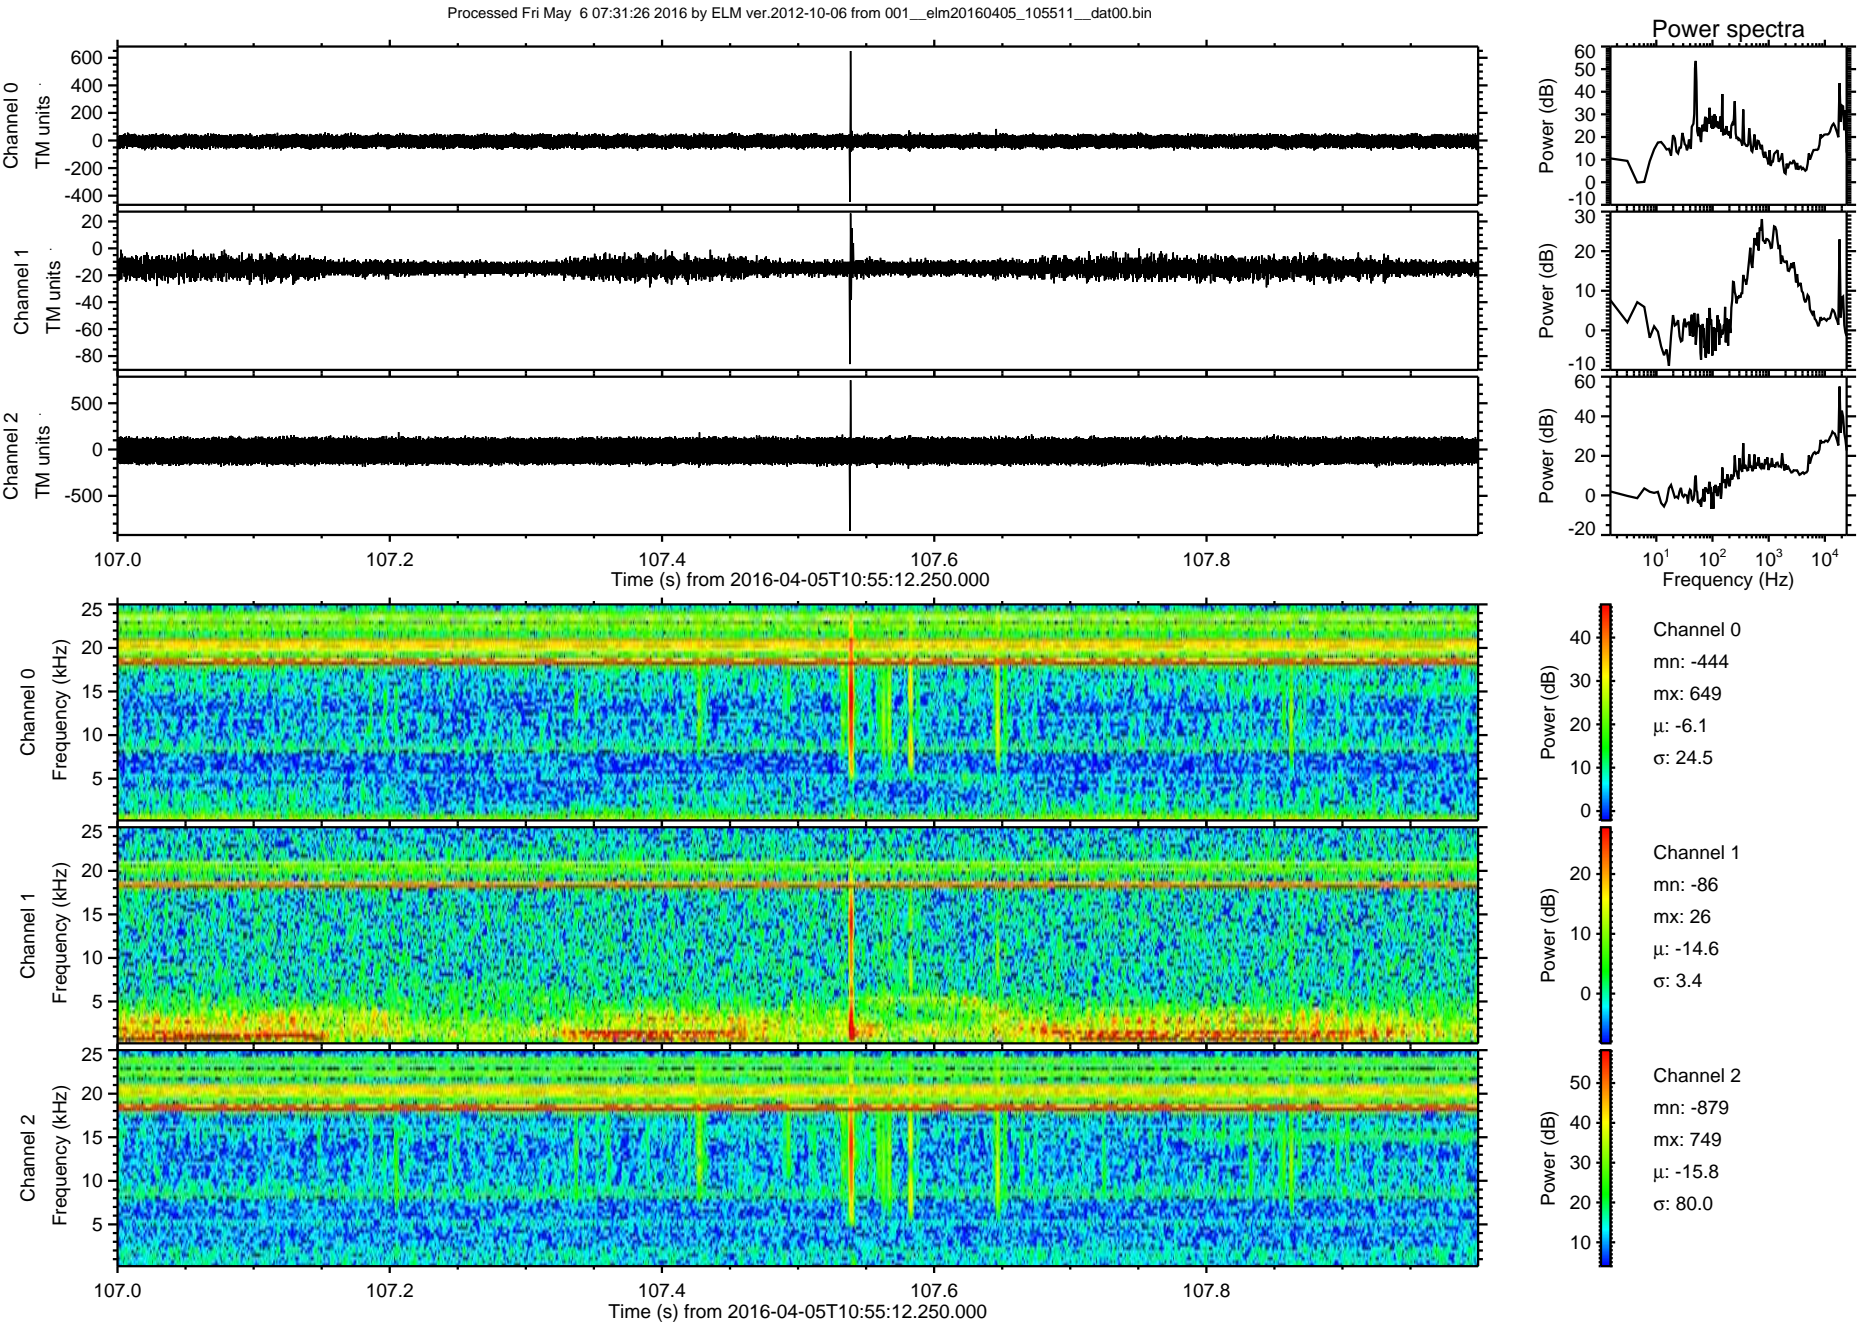 Processed Fri May  6 07:31:26 2016 by ELM ver.2012-10-06 from 001__elm20160405_105511__dat00.bin
Power spectra
Channel 0
TM units
600
400
200
0
-200
-400
Power (dB)
60
50
40
30
20
10
0
-10
Channel 1
TM units
20
0
-20
-40
-60
-80
Power (dB)
30
20
10
0
-10
Channel 2
TM units
500
0
-500
Power (dB)
60
40
20
0
-20
107.0
107.2
107.4
107.6
107.8
Time (s) from 2016-04-05T10:55:12.250.000
10^1
10^2
10^3
10^4
Frequency (Hz)
Channel 0
Frequency (kHz)
25
20
15
10
5
Power (dB)
40
30
20
10
0
Channel 0
mn: -444
mx: 649
μ: -6.1
σ: 24.5
Channel 1
Frequency (kHz)
25
20
15
10
5
Power (dB)
20
10
0
Channel 1
mn: -86
mx: 26
μ: -14.6
σ: 3.4
Channel 2
Frequency (kHz)
25
20
15
10
5
Power (dB)
50
40
30
20
10
Channel 2
mn: -879
mx: 749
μ: -15.8
σ: 80.0
107.0
107.2
107.4
107.6
107.8
Time (s) from 2016-04-05T10:55:12.250.000